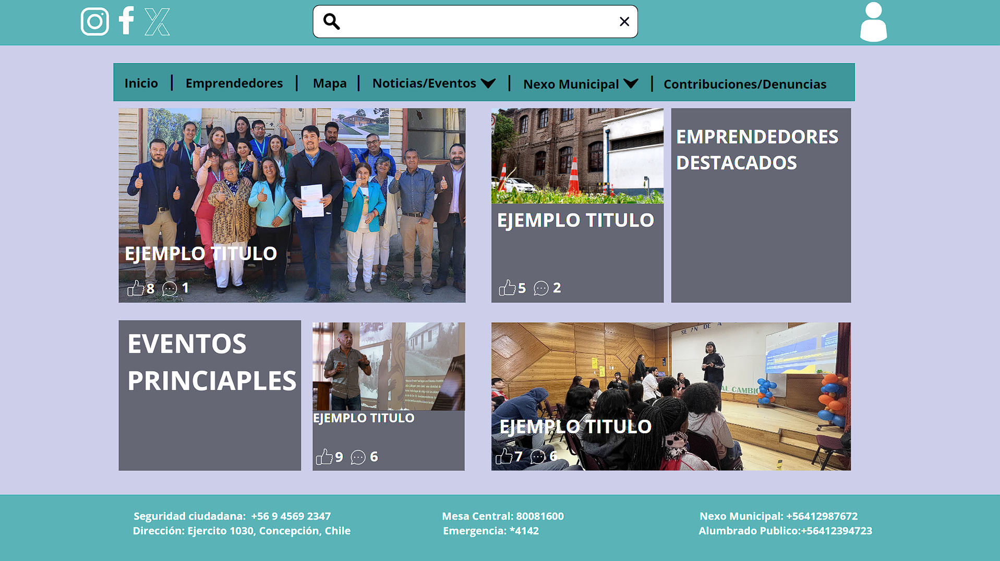 Inicio | Emprendedores | Mapa | Noticias/Eventos | Nexo Municipal | Contribuciones/Denuncias
EJEMPLO TITULO
8 1
EJEMPLO TITULO
5 2
EMPRENDEDORES
DESTACADOS
EVENTOS
PRINCIAPLES
EJEMPLO TITULO
9 6
AL CAMBIO
EJEMPLO TITULO
7 6
Seguridad ciudadana: +56 9 4569 2347
Dirección: Ejercito 1030, Concepción, Chile
Mesa Central: 80081600
Emergencia: *4142
Nexo Municipal: +56412987672
Alumbrado Publico:+56412394723